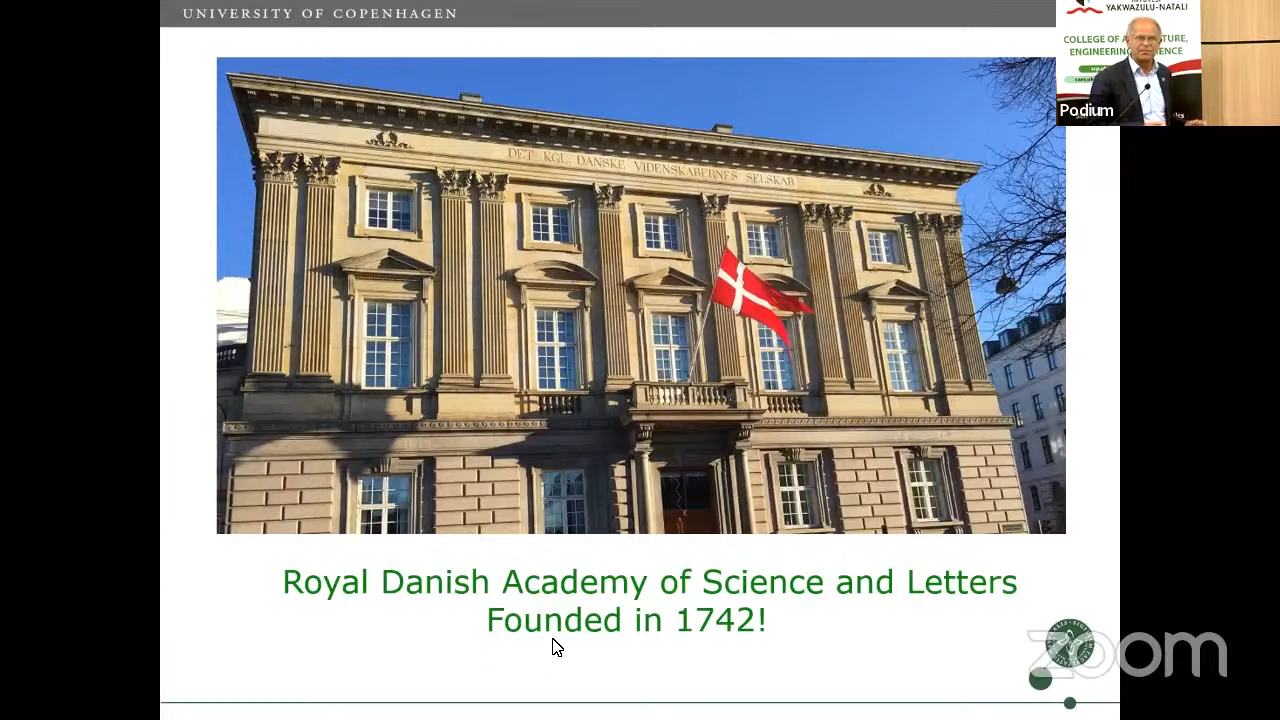 UNIVERSITY OF COPENHAGEN
YAKWAZULU-NATALI
COLLEGE OF
ENGINEERING
Podium
DET KGL. DANSKE VIDENSKABERNES SELSKAB
Royal Danish Academy of Science and Letters
Founded in 1742!
zoom